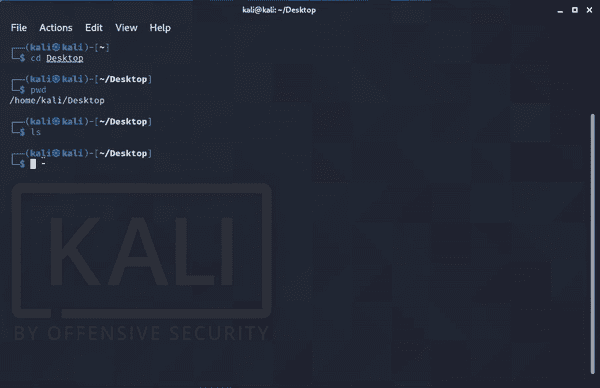 kali@kali: ~/Desktop
File Actions Edit View Help
┌──(kali㉿kali)-[~]
└─$ cd Desktop
┌──(kali㉿kali)-[~/Desktop]
└─$ pwd
/home/kali/Desktop
┌──(kali㉿kali)-[~/Desktop]
└─$ ls
┌──(kali㉿kali)-[~/Desktop]
└─$
KALI
BY OFFENSIVE SECURITY